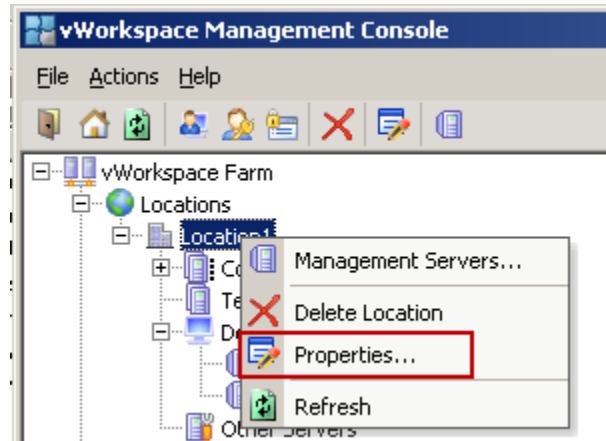 vWorkspace Management Console
File Actions Help
vWorkspace Farm
Locations
Location1
Management Servers...
Delete Location
Properties...
Refresh
Other Servers